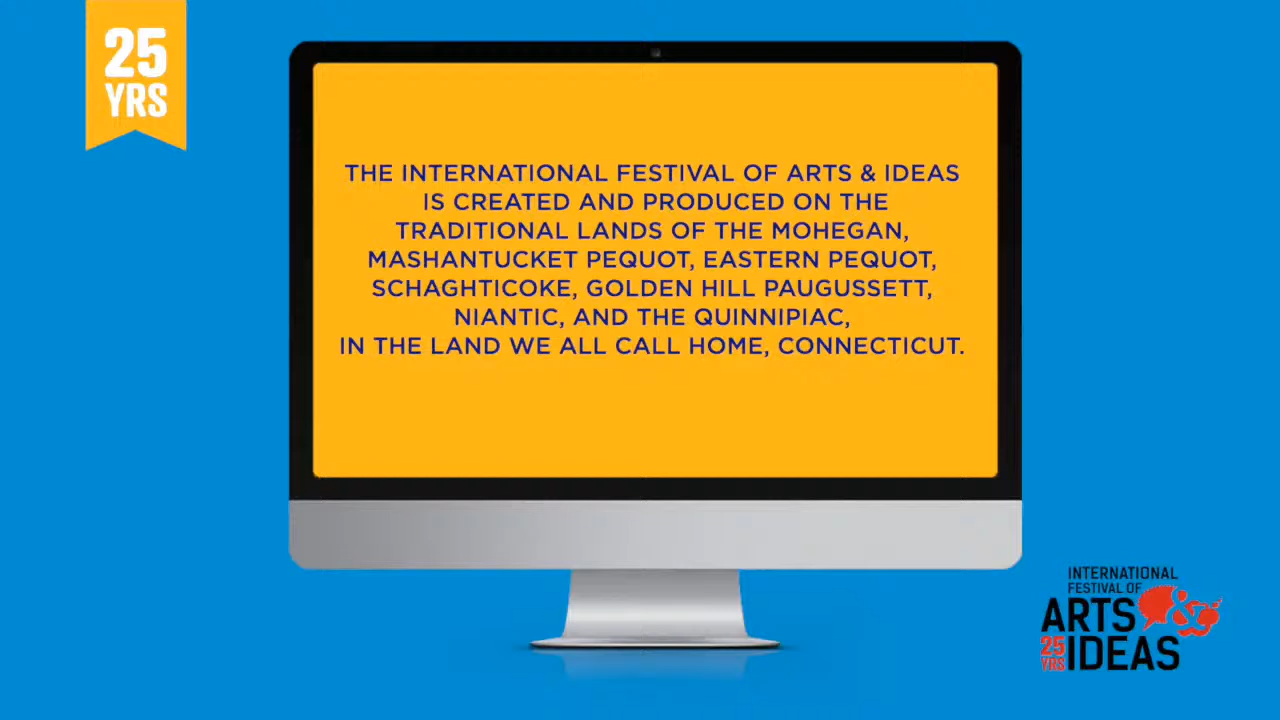 25
YRS
THE INTERNATIONAL FESTIVAL OF ARTS & IDEAS
IS CREATED AND PRODUCED ON THE
TRADITIONAL LANDS OF THE MOHEGAN,
MASHANTUCKET PEQUOT, EASTERN PEQUOT,
SCHAGHTICOKE, GOLDEN HILL PAUGUSSETT,
NIANTIC, AND THE QUINNIPIAC,
IN THE LAND WE ALL CALL HOME, CONNECTICUT.
INTERNATIONAL
FESTIVAL OF
ARTS &
25 YRS IDEAS